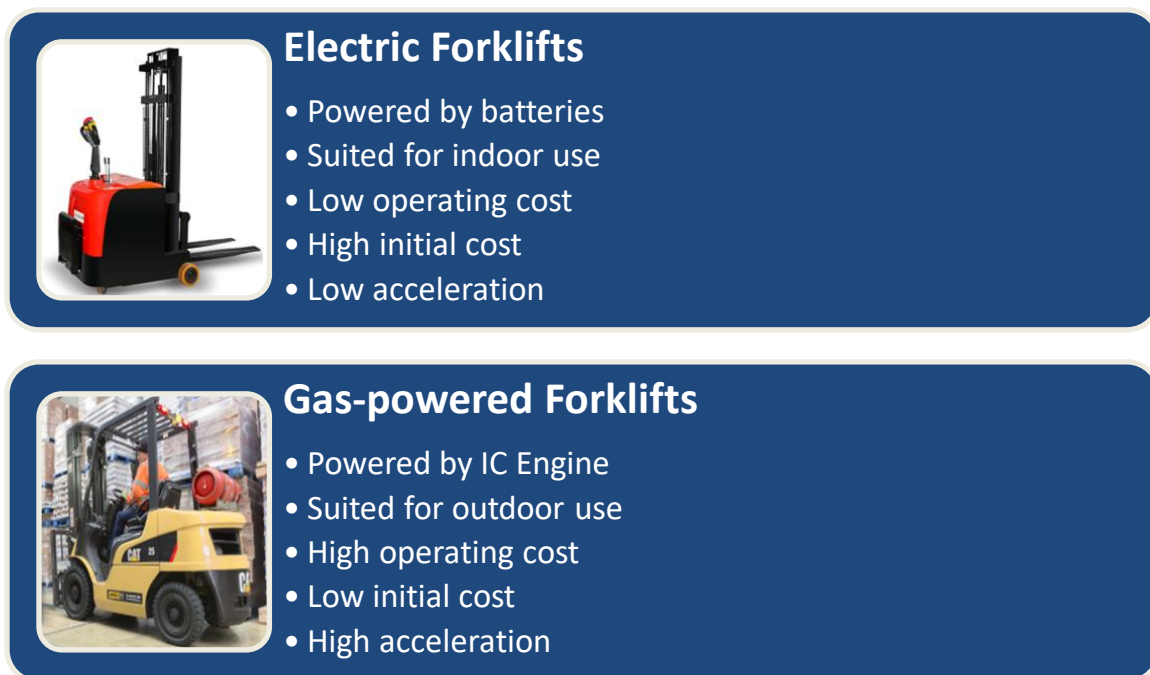 Electric Forklifts
• Powered by batteries
• Suited for indoor use
• Low operating cost
• High initial cost
• Low acceleration
Gas-powered Forklifts
• Powered by IC Engine
• Suited for outdoor use
• High operating cost
• Low initial cost
• High acceleration
CAT 25